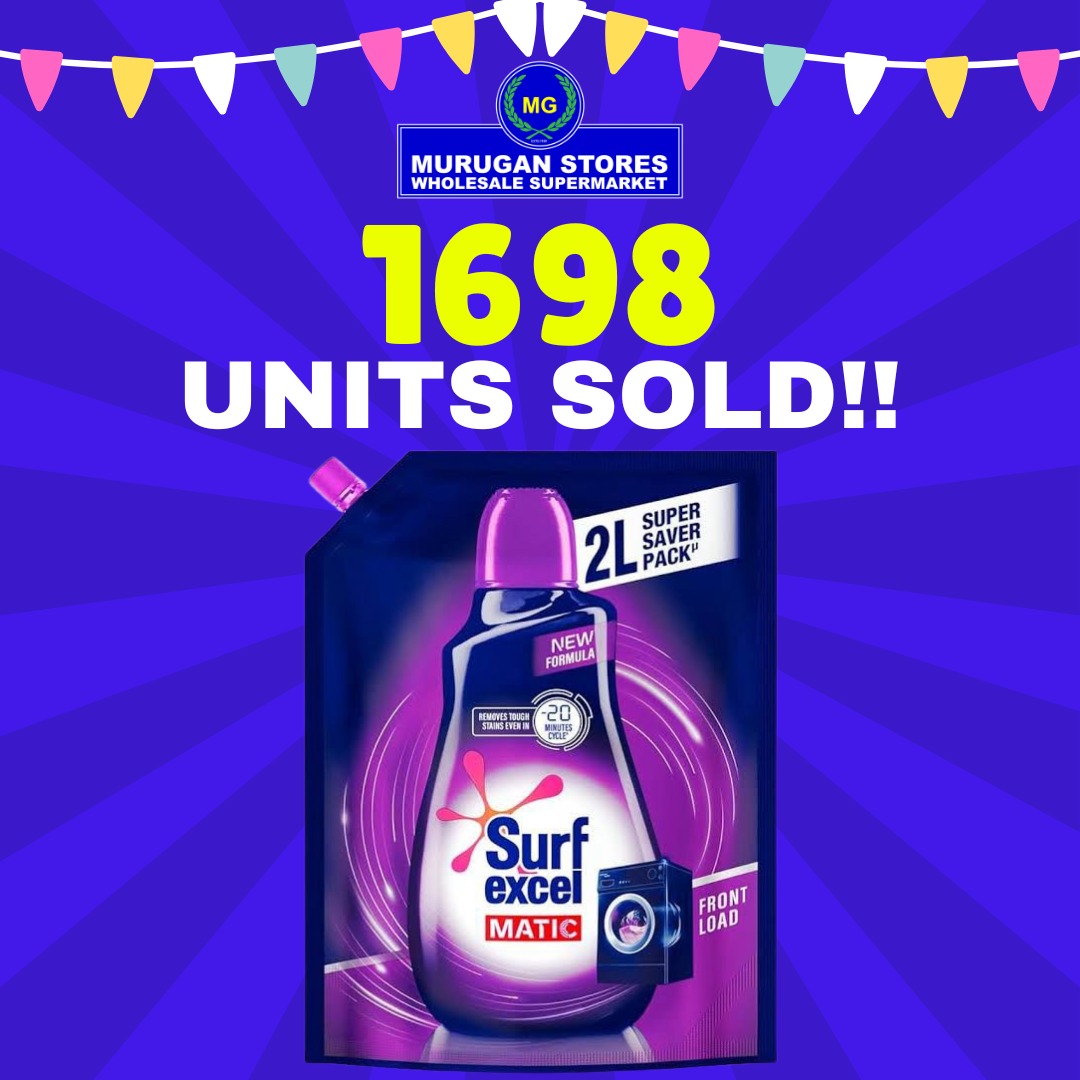 MG
MURUGAN STORES
WHOLESALE SUPERMARKET
1698
UNITS SOLD!!
2L
SUPER
SAVER
PACKµ
NEW
FORMULA
REMOVES TOUGH
STAINS EVEN IN
-20
MINUTES
CYCLE
Surf
excel
MATIC
FRONT
LOAD